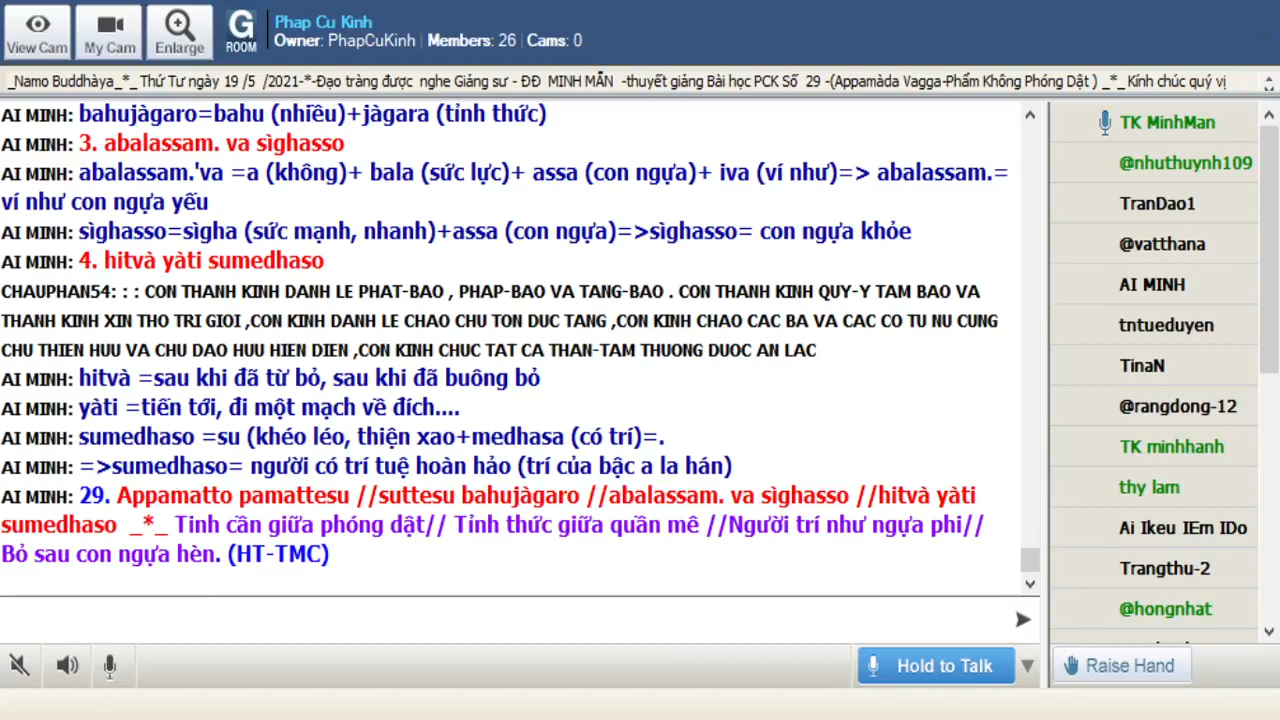 View Cam
My Cam
Enlarge
G
ROOM
Phap Cu Kinh
Owner: PhapCuKinh | Members: 26 | Cams: 0
_Namo Buddhàya_*_ Thứ Tư ngày 19 /5 /2021-*-Đạo tràng được nghe Giảng sư - ĐĐ MINH MẪN -thuyết giảng Bài học PCK Số 29 -(Appamàda Vagga-Phẩm Không Phóng Dật ) _*_Kính chúc quý vị
AI MINH: bahujàgaro=bahu (nhiều)+jàgara (tỉnh thức)
AI MINH: 3. abalassam. va sìghasso
AI MINH: abalassam.'va =a (không)+ bala (sức lực)+ assa (con ngựa)+ iva (ví như)=> abalassam.=
ví như con ngựa yếu
AI MINH: sìghasso=sìgha (sức mạnh, nhanh)+assa (con ngựa)=>sìghasso= con ngựa khỏe
AI MINH: 4. hitvà yàti sumedhaso
CHAUPHAN54: : : CON THANH KINH DANH LE PHAT-BAO , PHAP-BAO VA TANG-BAO . CON THANH KINH QUY-Y TAM BAO VA
THANH KINH XIN THO TRI GIOI ,CON KINH DANH LE CHAO CHU TON DUC TANG ,CON KINH CHAO CAC BA VA CAC CO TU NU CUNG
CHU THIEN HUU VA CHU DAO HUU HIEN DIEN ,CON KINH CHUC TAT CA THAN-TAM THUONG DUOC AN LAC
AI MINH: hitvà =sau khi đã từ bỏ, sau khi đã buông bỏ
AI MINH: yàti =tiến tới, đi một mạch về đích....
AI MINH: sumedhaso =su (khéo léo, thiện xao+medhasa (có trí)=.
AI MINH: =>sumedhaso= người có trí tuệ hoàn hảo (trí của bậc a la hán)
AI MINH: 29. Appamatto pamattesu //suttesu bahujàgaro //abalassam. va sìghasso //hitvà yàti
sumedhaso _*_ Tinh cần giữa phóng dật// Tỉnh thức giữa quần mê //Người trí như ngựa phi//
Bỏ sau con ngựa hèn. (HT-TMC)
TK MinhMan
@nhuthuynh109
TranDao1
@vatthana
AI MINH
tntueduyen
TinaN
@rangdong-12
TK minhhanh
thy lam
Ai Ikeu IEm IDo
Trangthu-2
@hongnhat
Hold to Talk
Raise Hand